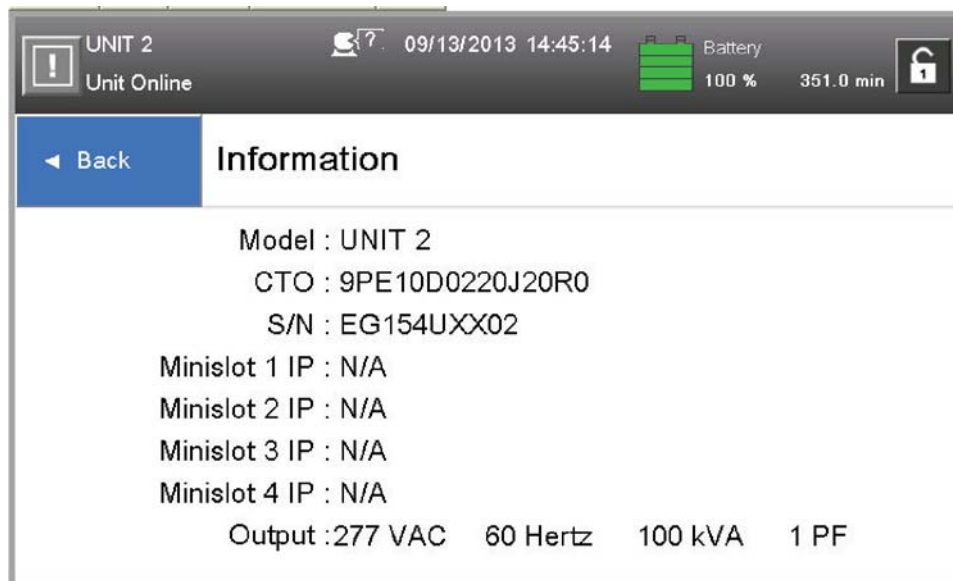 UNIT 2
? 09/13/2013 14:45:14
Battery
Unit Online
100 % 351.0 min
1
!
◄ Back
Information
Model : UNIT 2
CTO : 9PE10D0220J20R0
S/N : EG154UXX02
Minislot 1 IP : N/A
Minislot 2 IP : N/A
Minislot 3 IP : N/A
Minislot 4 IP : N/A
Output :277 VAC 60 Hertz 100 kVA 1 PF